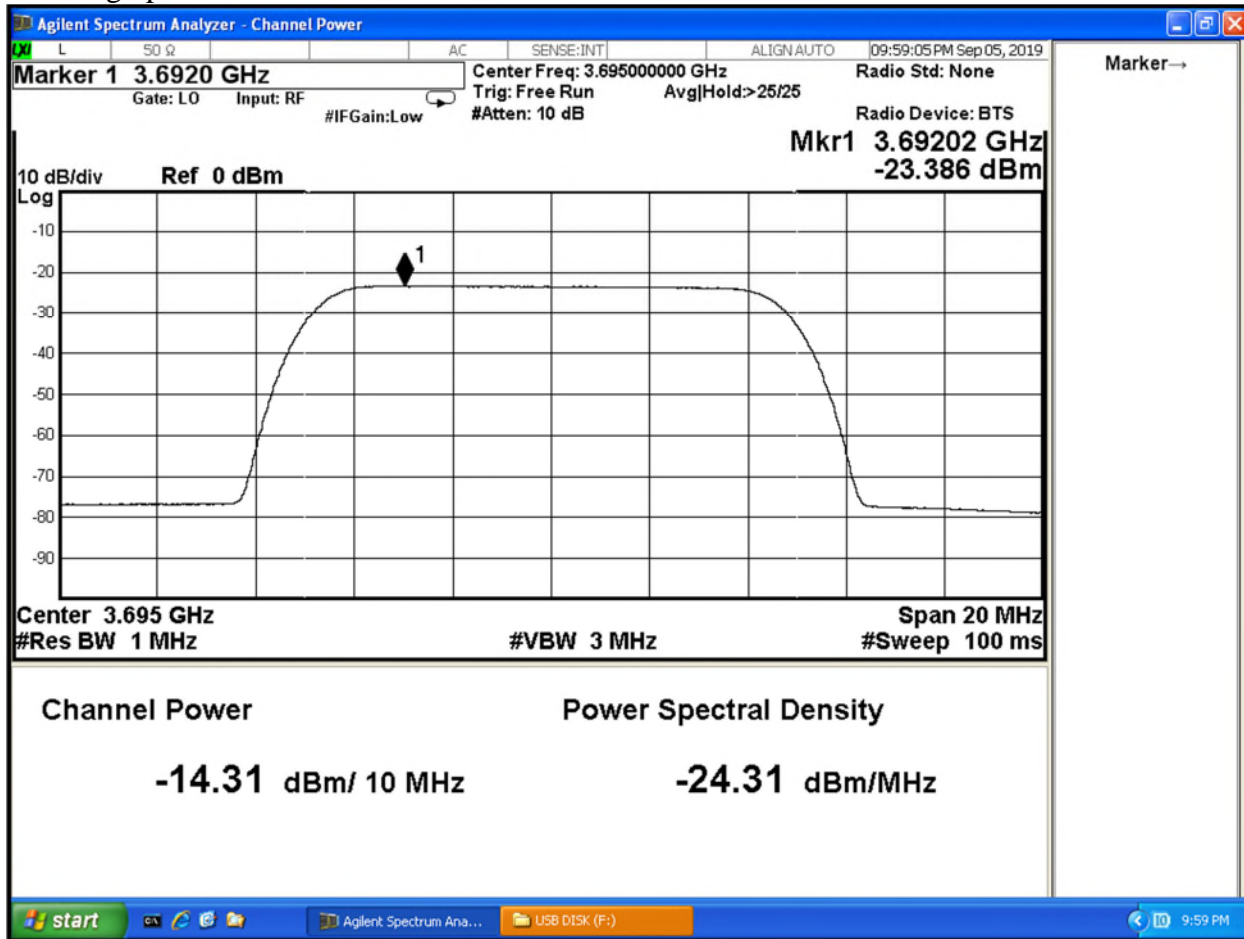 Agilent Spectrum Analyzer - Channel Power
LXI L 50 Ω AC SENSE:INT ALIGN AUTO 09:59:05 PM Sep 05, 2019
Marker 1 3.6920 GHz
Gate: LO Input: RF
#IFGain:Low
Center Freq: 3.695000000 GHz
Trig: Free Run Avg|Hold:>25/25
#Atten: 10 dB
Radio Std: None
Radio Device: BTS
Marker→
Mkr1 3.69202 GHz
-23.386 dBm
10 dB/div Ref 0 dBm
Log
-10
1
-20
-30
-40
-50
-60
-70
-80
-90
Center 3.695 GHz Span 20 MHz
#Res BW 1 MHz #VBW 3 MHz #Sweep 100 ms
Channel Power Power Spectral Density
-14.31 dBm/ 10 MHz -24.31 dBm/MHz
start Agilent Spectrum Ana... USB DISK (F:) 9:59 PM